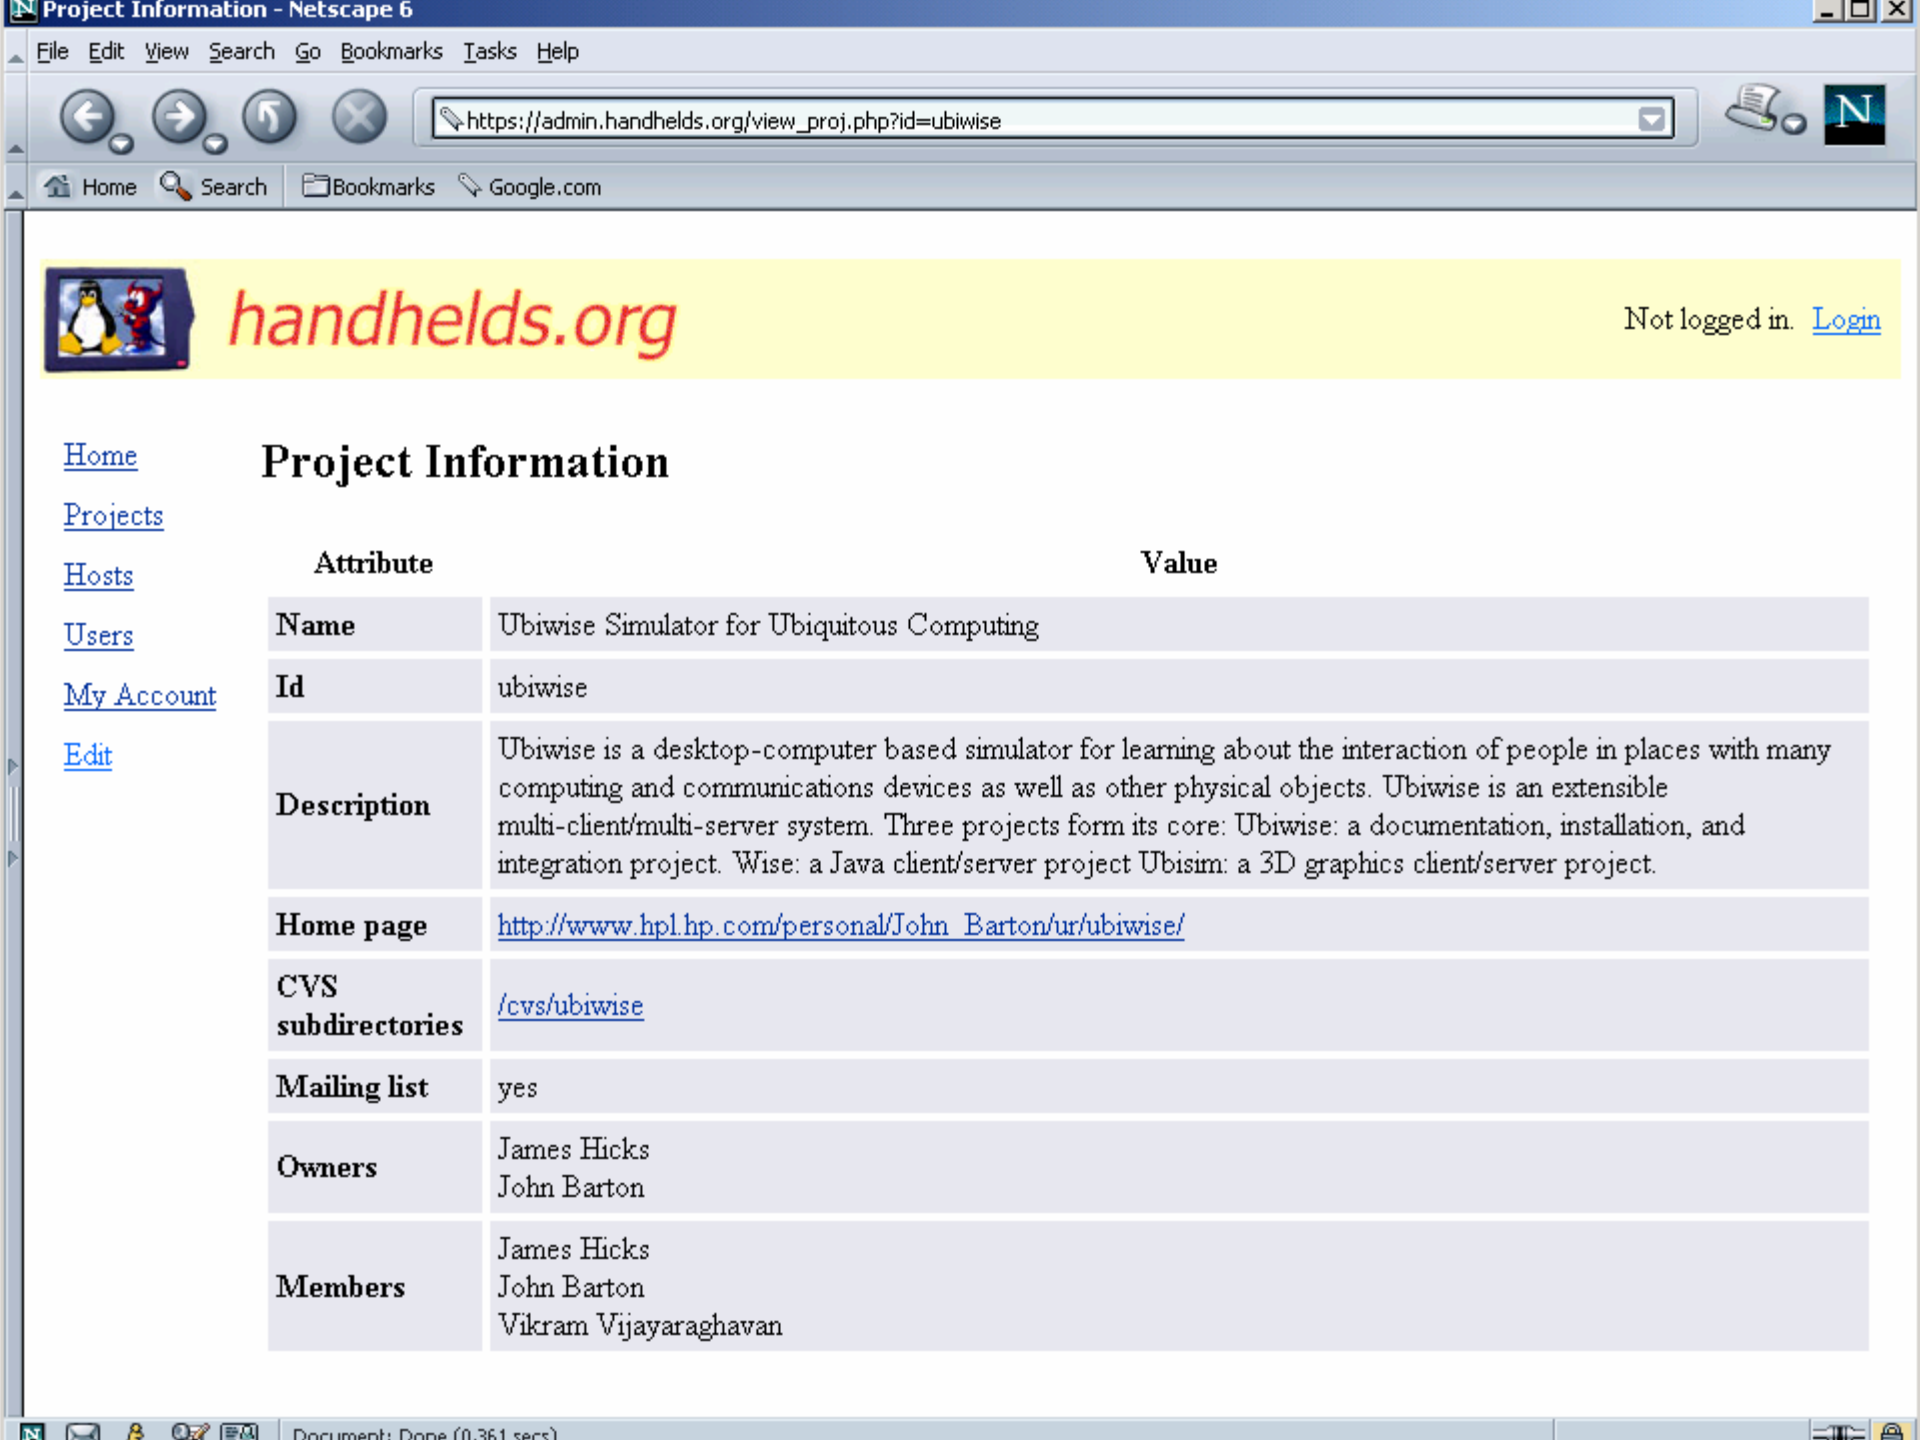 Project Information - Netscape 6
File Edit View Search Go Bookmarks Tasks Help
https://admin.handhelds.org/view_proj.php?id=ubiwise
N
Home Search Bookmarks Google.com
handhelds.org
Not logged in. Login
Home
Projects
Hosts
Users
My Account
Edit
Project Information
Attribute Value
Name Ubiwise Simulator for Ubiquitous Computing
Id ubiwise
Description
Ubiwise is a desktop-computer based simulator for learning about the interaction of people in places with many
computing and communications devices as well as other physical objects. Ubiwise is an extensible
multi-client/multi-server system. Three projects form its core: Ubiwise: a documentation, installation, and
integration project. Wise: a Java client/server project Ubisim: a 3D graphics client/server project.
Home page http://www.hpl.hp.com/personal/John_Barton/ur/ubiwise/
CVS
subdirectories
/cvs/ubiwise
Mailing list yes
Owners
James Hicks
John Barton
Members
James Hicks
John Barton
Vikram Vijayaraghavan
Document: Done (0.361 secs)